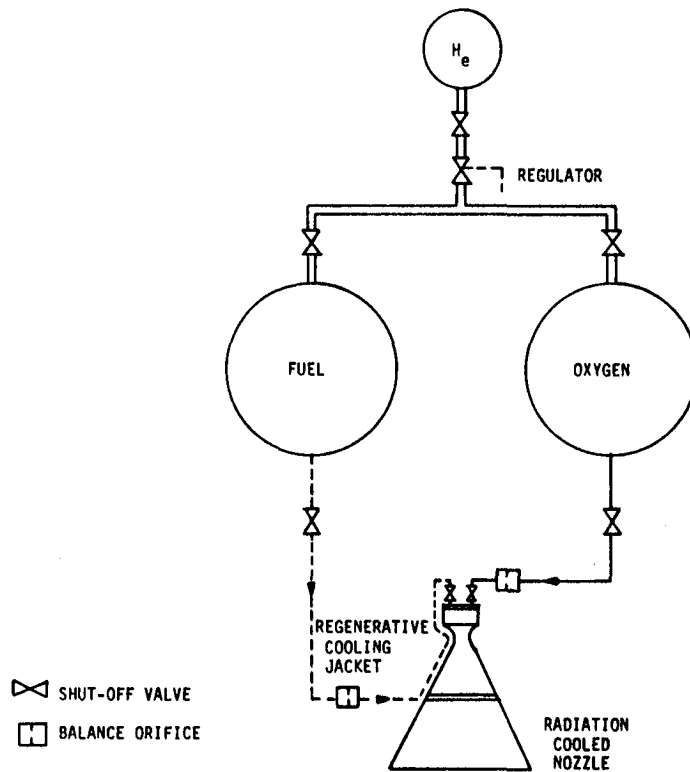 He
REGULATOR
FUEL
OXYGEN
REGENERATIVE
COOLING
JACKET
SHUT-OFF VALVE
BALANCE ORIFICE
RADIATION
COOLED
NOZZLE